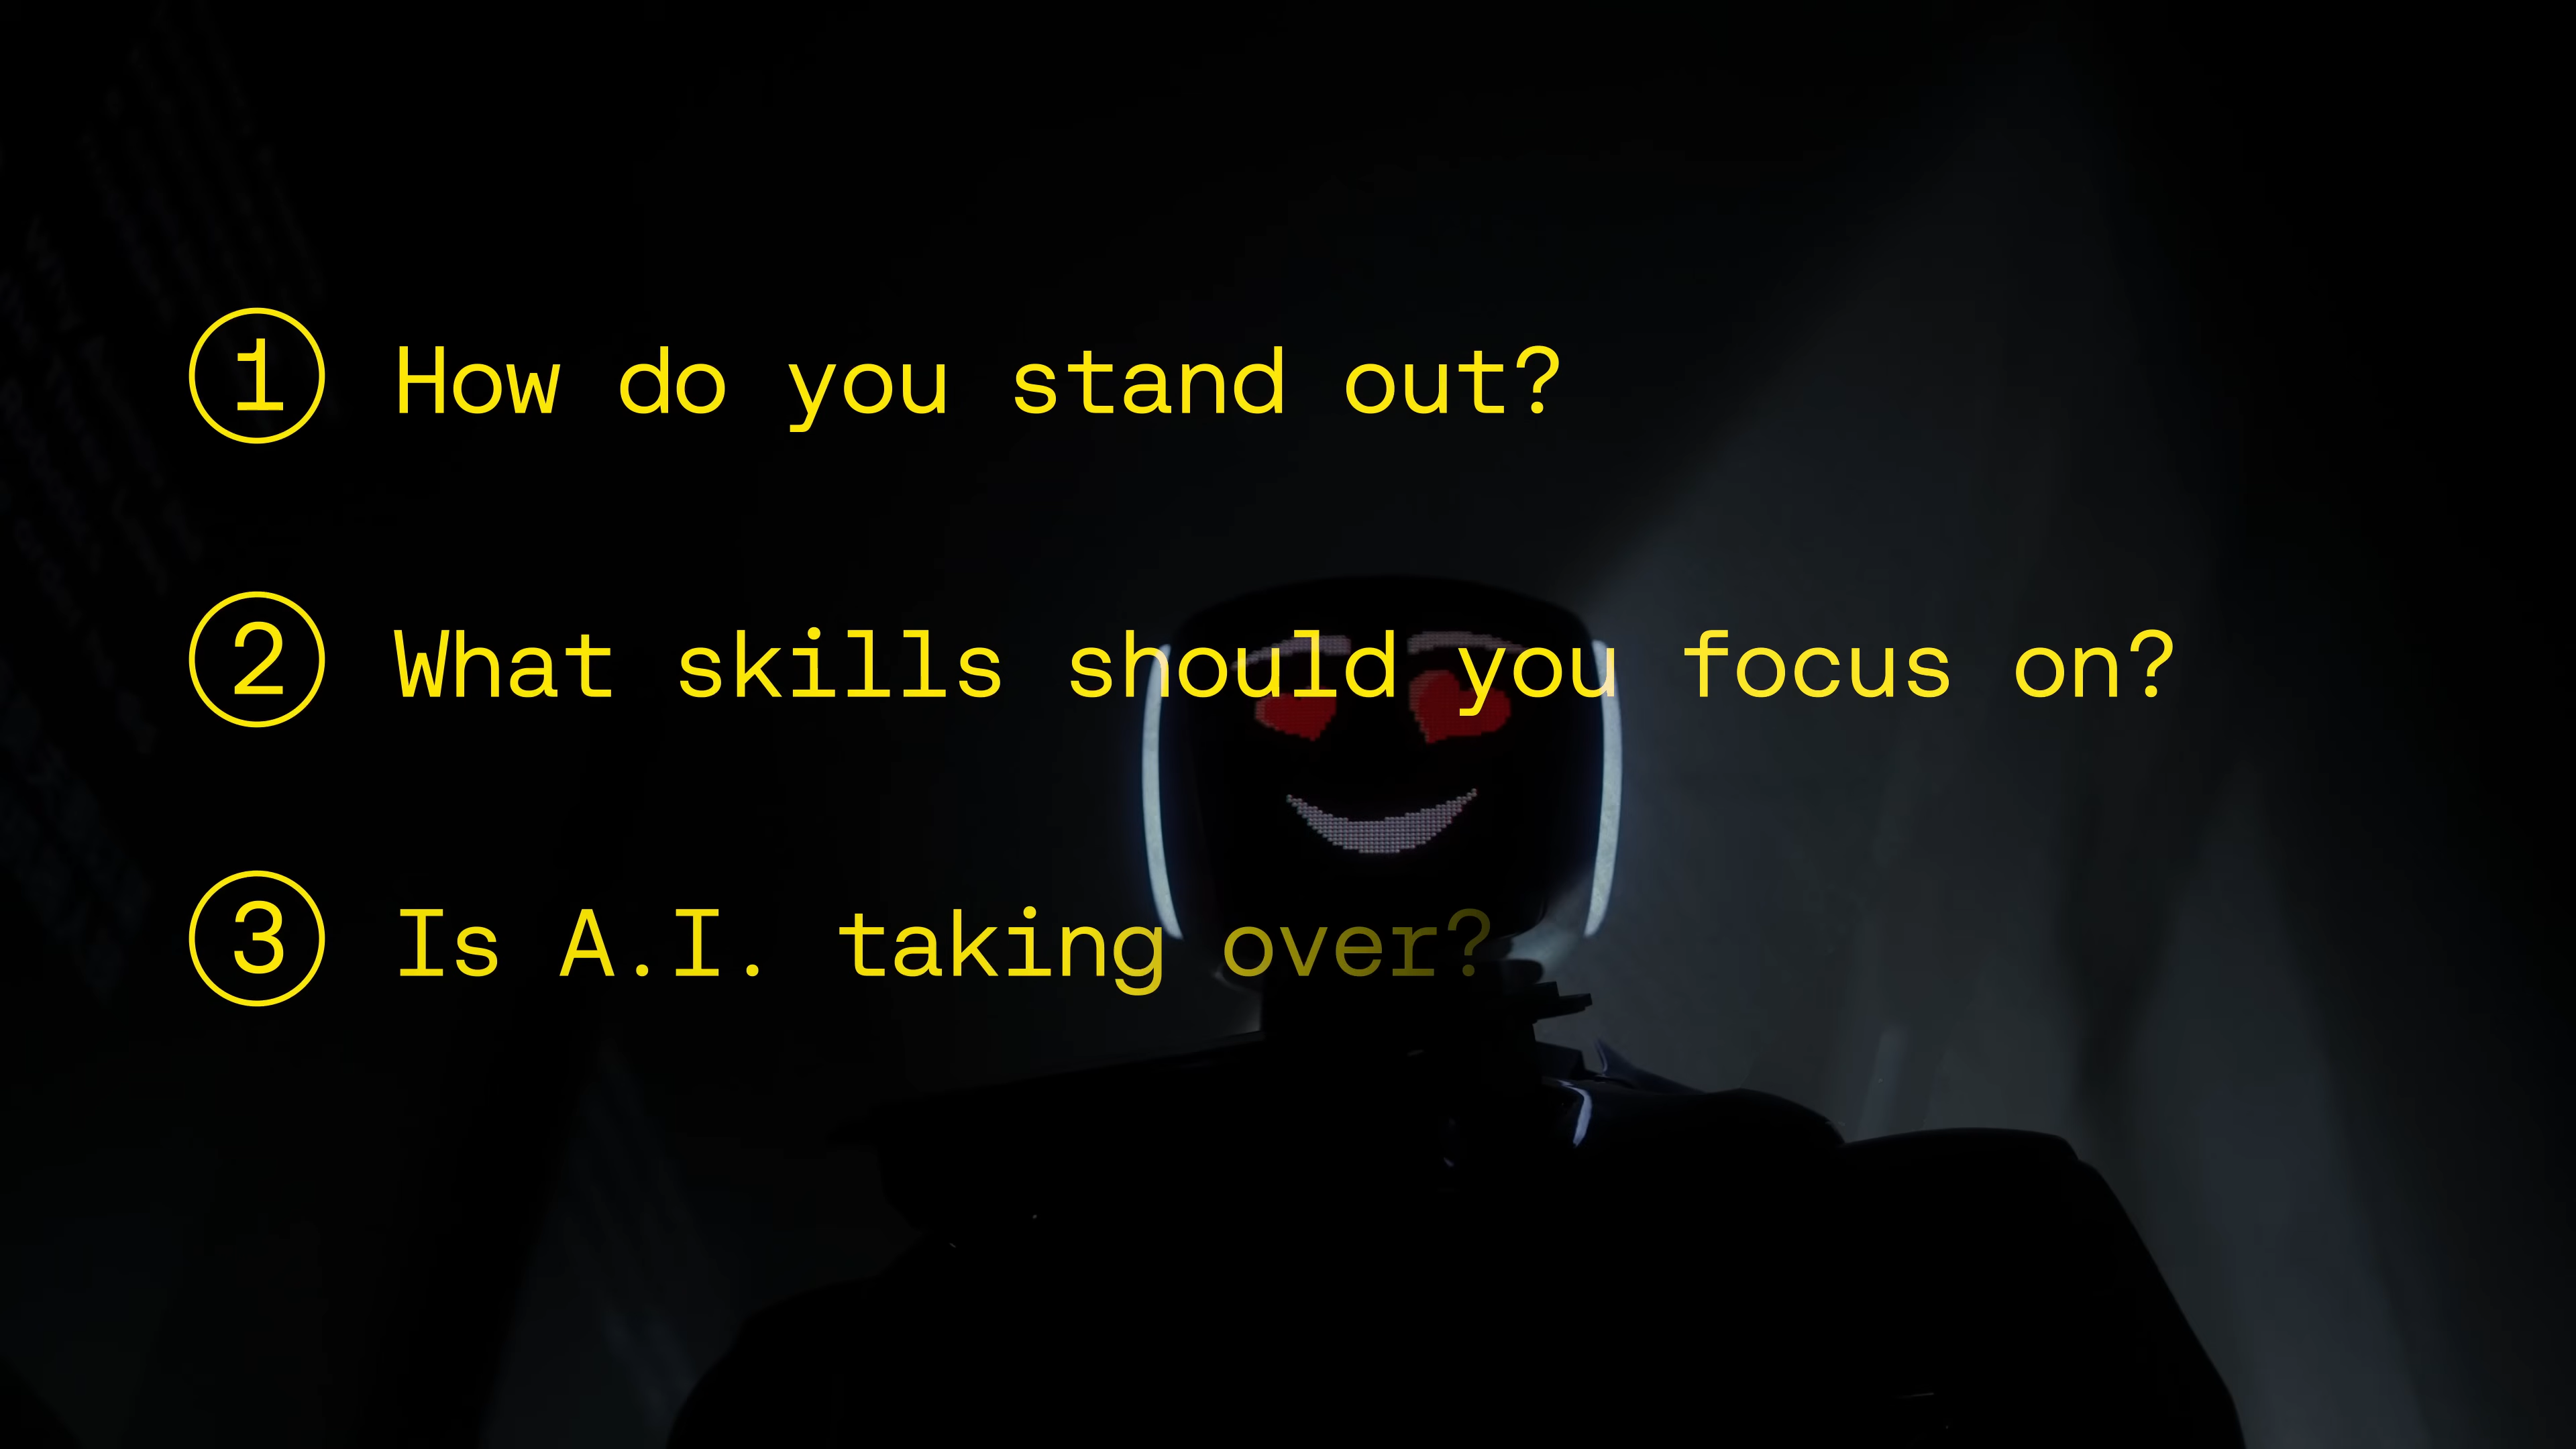 1 How do you stand out?
2 What skills should you focus on?
3 Is A.I. taking over?